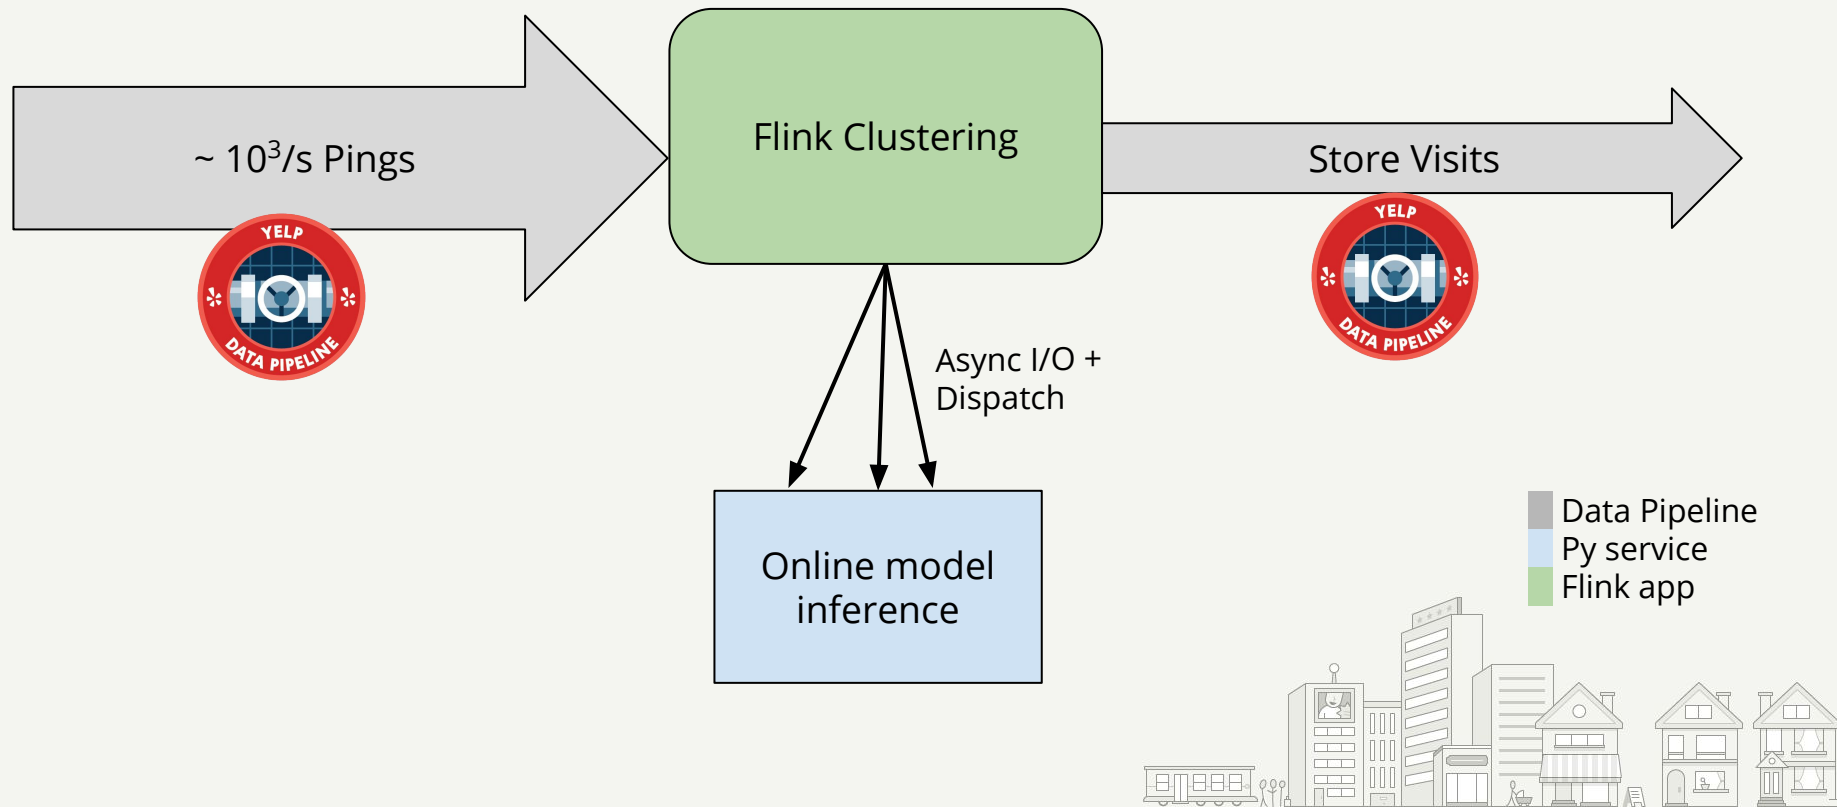 ~ 10³/s Pings
Flink Clustering
Store Visits
YELP
DATA PIPELINE
YELP
DATA PIPELINE
Async I/O +
Dispatch
Online model
inference
Data Pipeline
Py service
Flink app